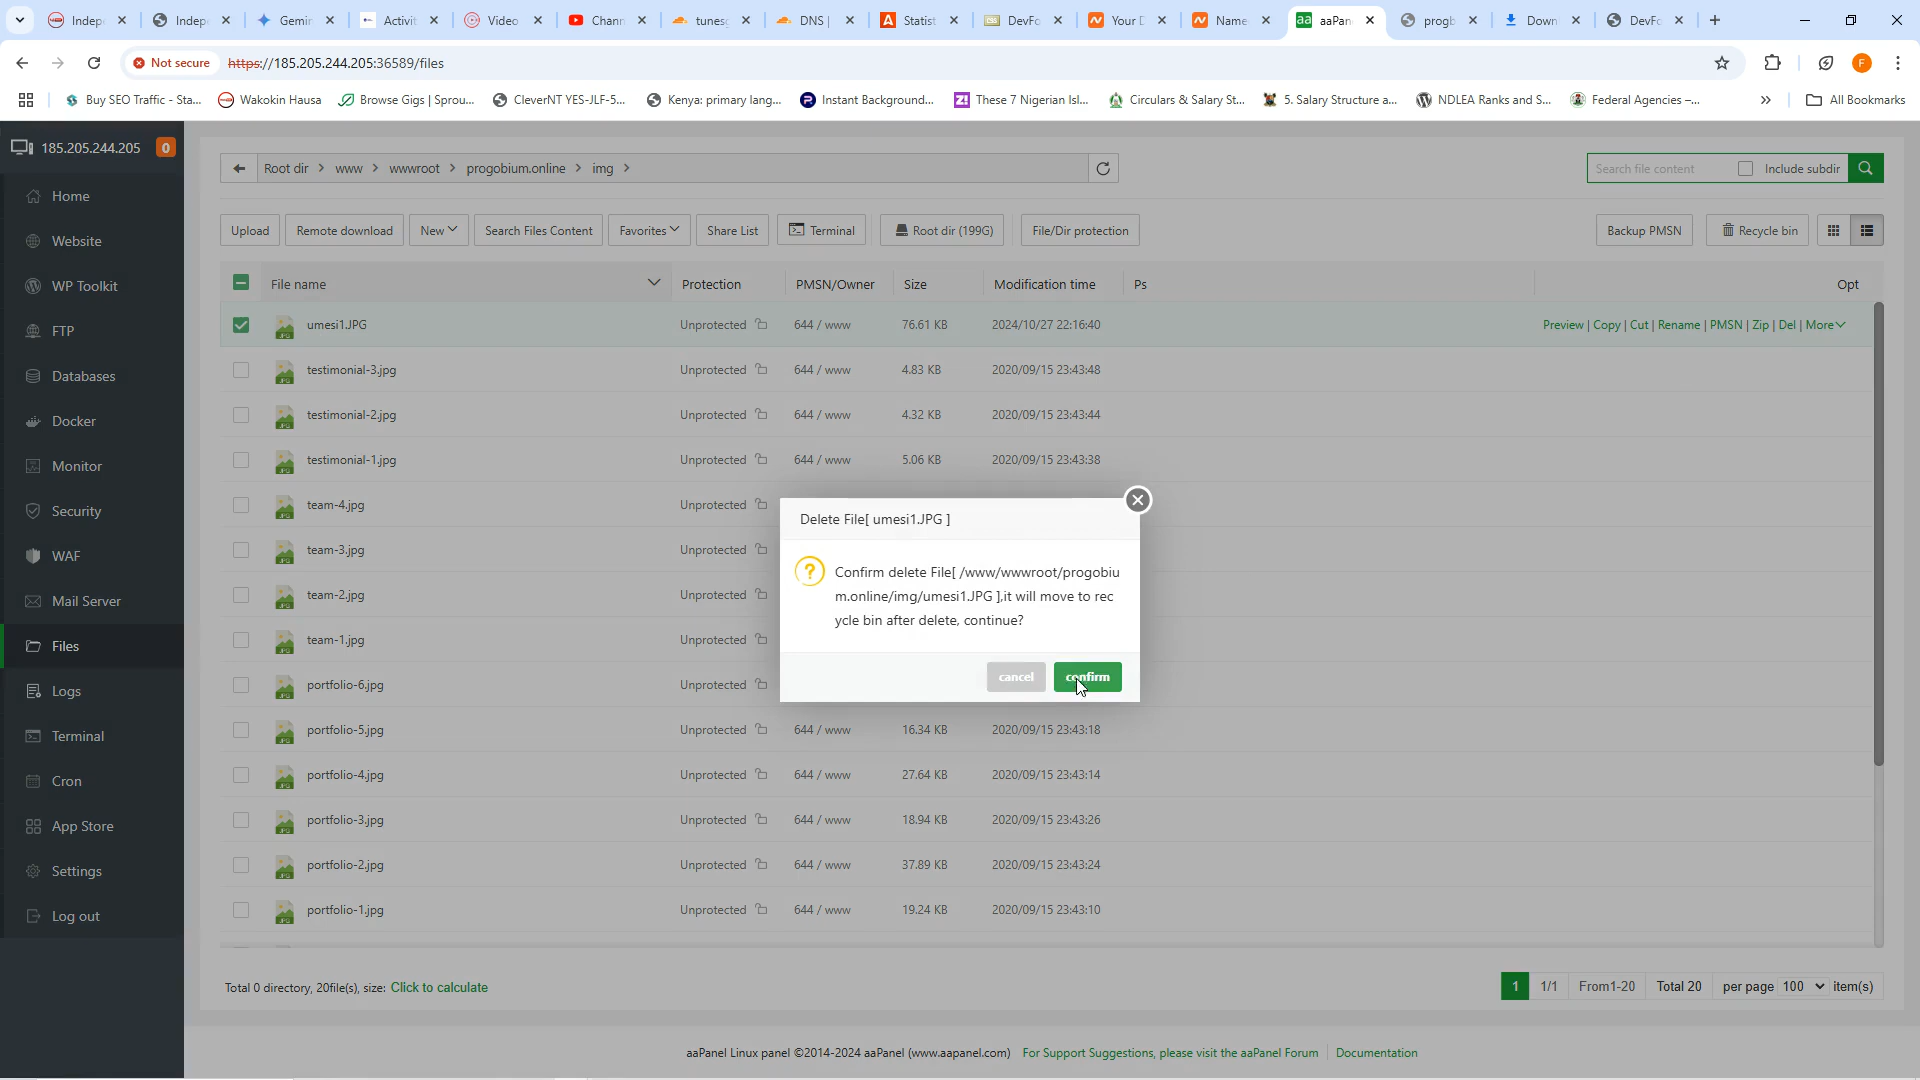 Indepe
Indepe
Gemin
Activit
Video
Chann
tunesc
DNS |
Statist
DevFo
Your D
Name
aaPan
progb
Down
DevFo
Not secure
https://185.205.244.205:36589/files
F
Buy SEO Traffic - Sta...
Wakokin Hausa
Browse Gigs | Sprou...
CleverNT YES-JLF-5...
Kenya: primary lang...
Instant Background...
These 7 Nigerian Isl...
Circulars & Salary St...
5. Salary Structure a...
NDLEA Ranks and S...
Federal Agencies –...
All Bookmarks
185.205.244.205 0
Home
Website
WP Toolkit
FTP
Databases
Docker
Monitor
Security
WAF
Mail Server
Files
Logs
Terminal
Cron
App Store
Settings
Log out
Root dir > www > wwwroot > progobium.online > img >
Search file content Include subdir
Upload Remote download New Search Files Content Favorites Share List Terminal Root dir (199G) File/Dir protection Backup PMSN Recycle bin
File name Protection PMSN/Owner Size Modification time Ps Opt
umesi1.JPG Unprotected 644 / www 76.61 KB 2024/10/27 22:16:40 Preview | Copy | Cut | Rename | PMSN | Zip | Del | More
testimonial-3.jpg Unprotected 644 / www 4.83 KB 2020/09/15 23:43:48
testimonial-2.jpg Unprotected 644 / www 4.32 KB 2020/09/15 23:43:44
testimonial-1.jpg Unprotected 644 / www 5.06 KB 2020/09/15 23:43:38
team-4.jpg Unprotected
team-3.jpg Unprotected
team-2.jpg Unprotected
team-1.jpg Unprotected
portfolio-6.jpg Unprotected
portfolio-5.jpg Unprotected 644 / www 16.34 KB 2020/09/15 23:43:18
portfolio-4.jpg Unprotected 644 / www 27.64 KB 2020/09/15 23:43:14
portfolio-3.jpg Unprotected 644 / www 18.94 KB 2020/09/15 23:43:26
portfolio-2.jpg Unprotected 644 / www 37.89 KB 2020/09/15 23:43:24
portfolio-1.jpg Unprotected 644 / www 19.24 KB 2020/09/15 23:43:10
Delete File[ umesi1.JPG ]
Confirm delete File[ /www/wwwroot/progobiu
m.online/img/umesi1.JPG ],it will move to rec
ycle bin after delete, continue?
cancel confirm
Total 0 directory, 20file(s), size: Click to calculate
1 1/1 From1-20 Total 20 per page 100 item(s)
aaPanel Linux panel ©2014-2024 aaPanel (www.aapanel.com) For Support Suggestions, please visit the aaPanel Forum Documentation